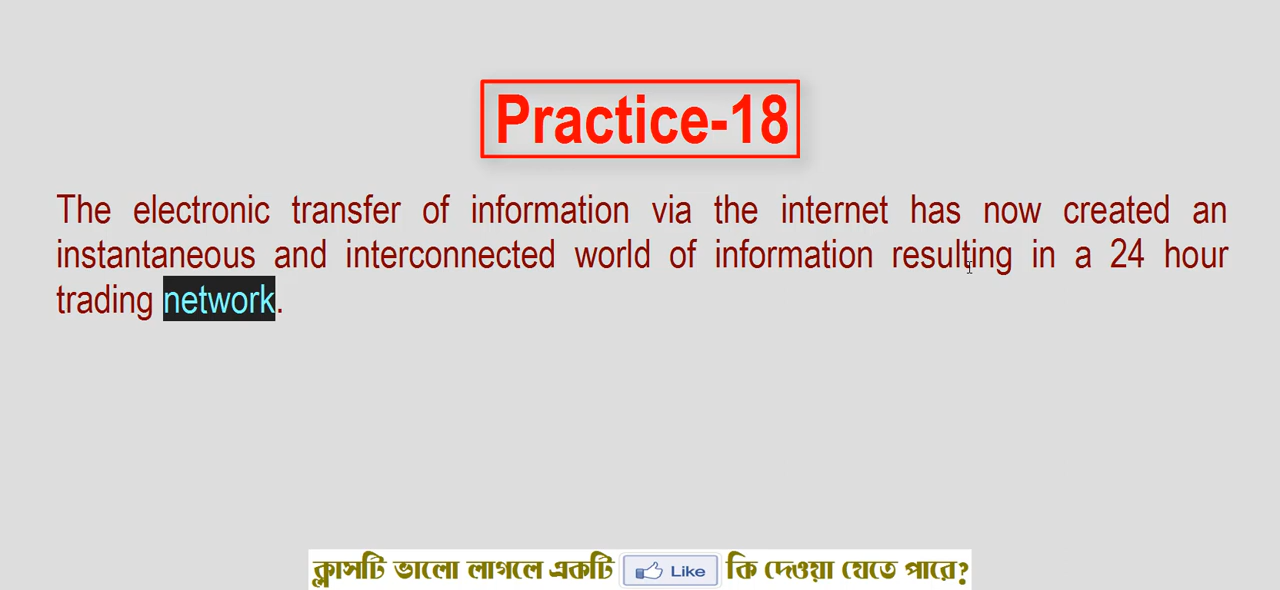 Practice-18
The electronic transfer of information via the internet has now created an
instantaneous and interconnected world of information resulting in a 24 hour
trading network.
ক্লাসটি ভালো লাগলে একটি Like কি দেওয়া যেতে পারে?